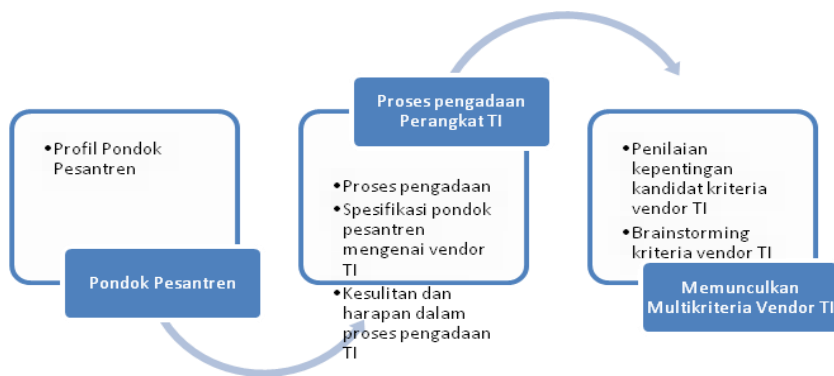 •Profil Pondok
Pesantren
Pondok Pesantren
Proses pengadaan
Perangkat TI
•Proses pengadaan
•Spesifikasi pondok
pesantren
mengenai vendor
TI
•Kesulitan dan
harapan dalam
proses pengadaan
TI
•Penilaian
kepentingan
kandidat kriteria
vendor TI
•Brainstorming
kriteria vendor TI
Memunculkan
Multikriteria Vendor TI